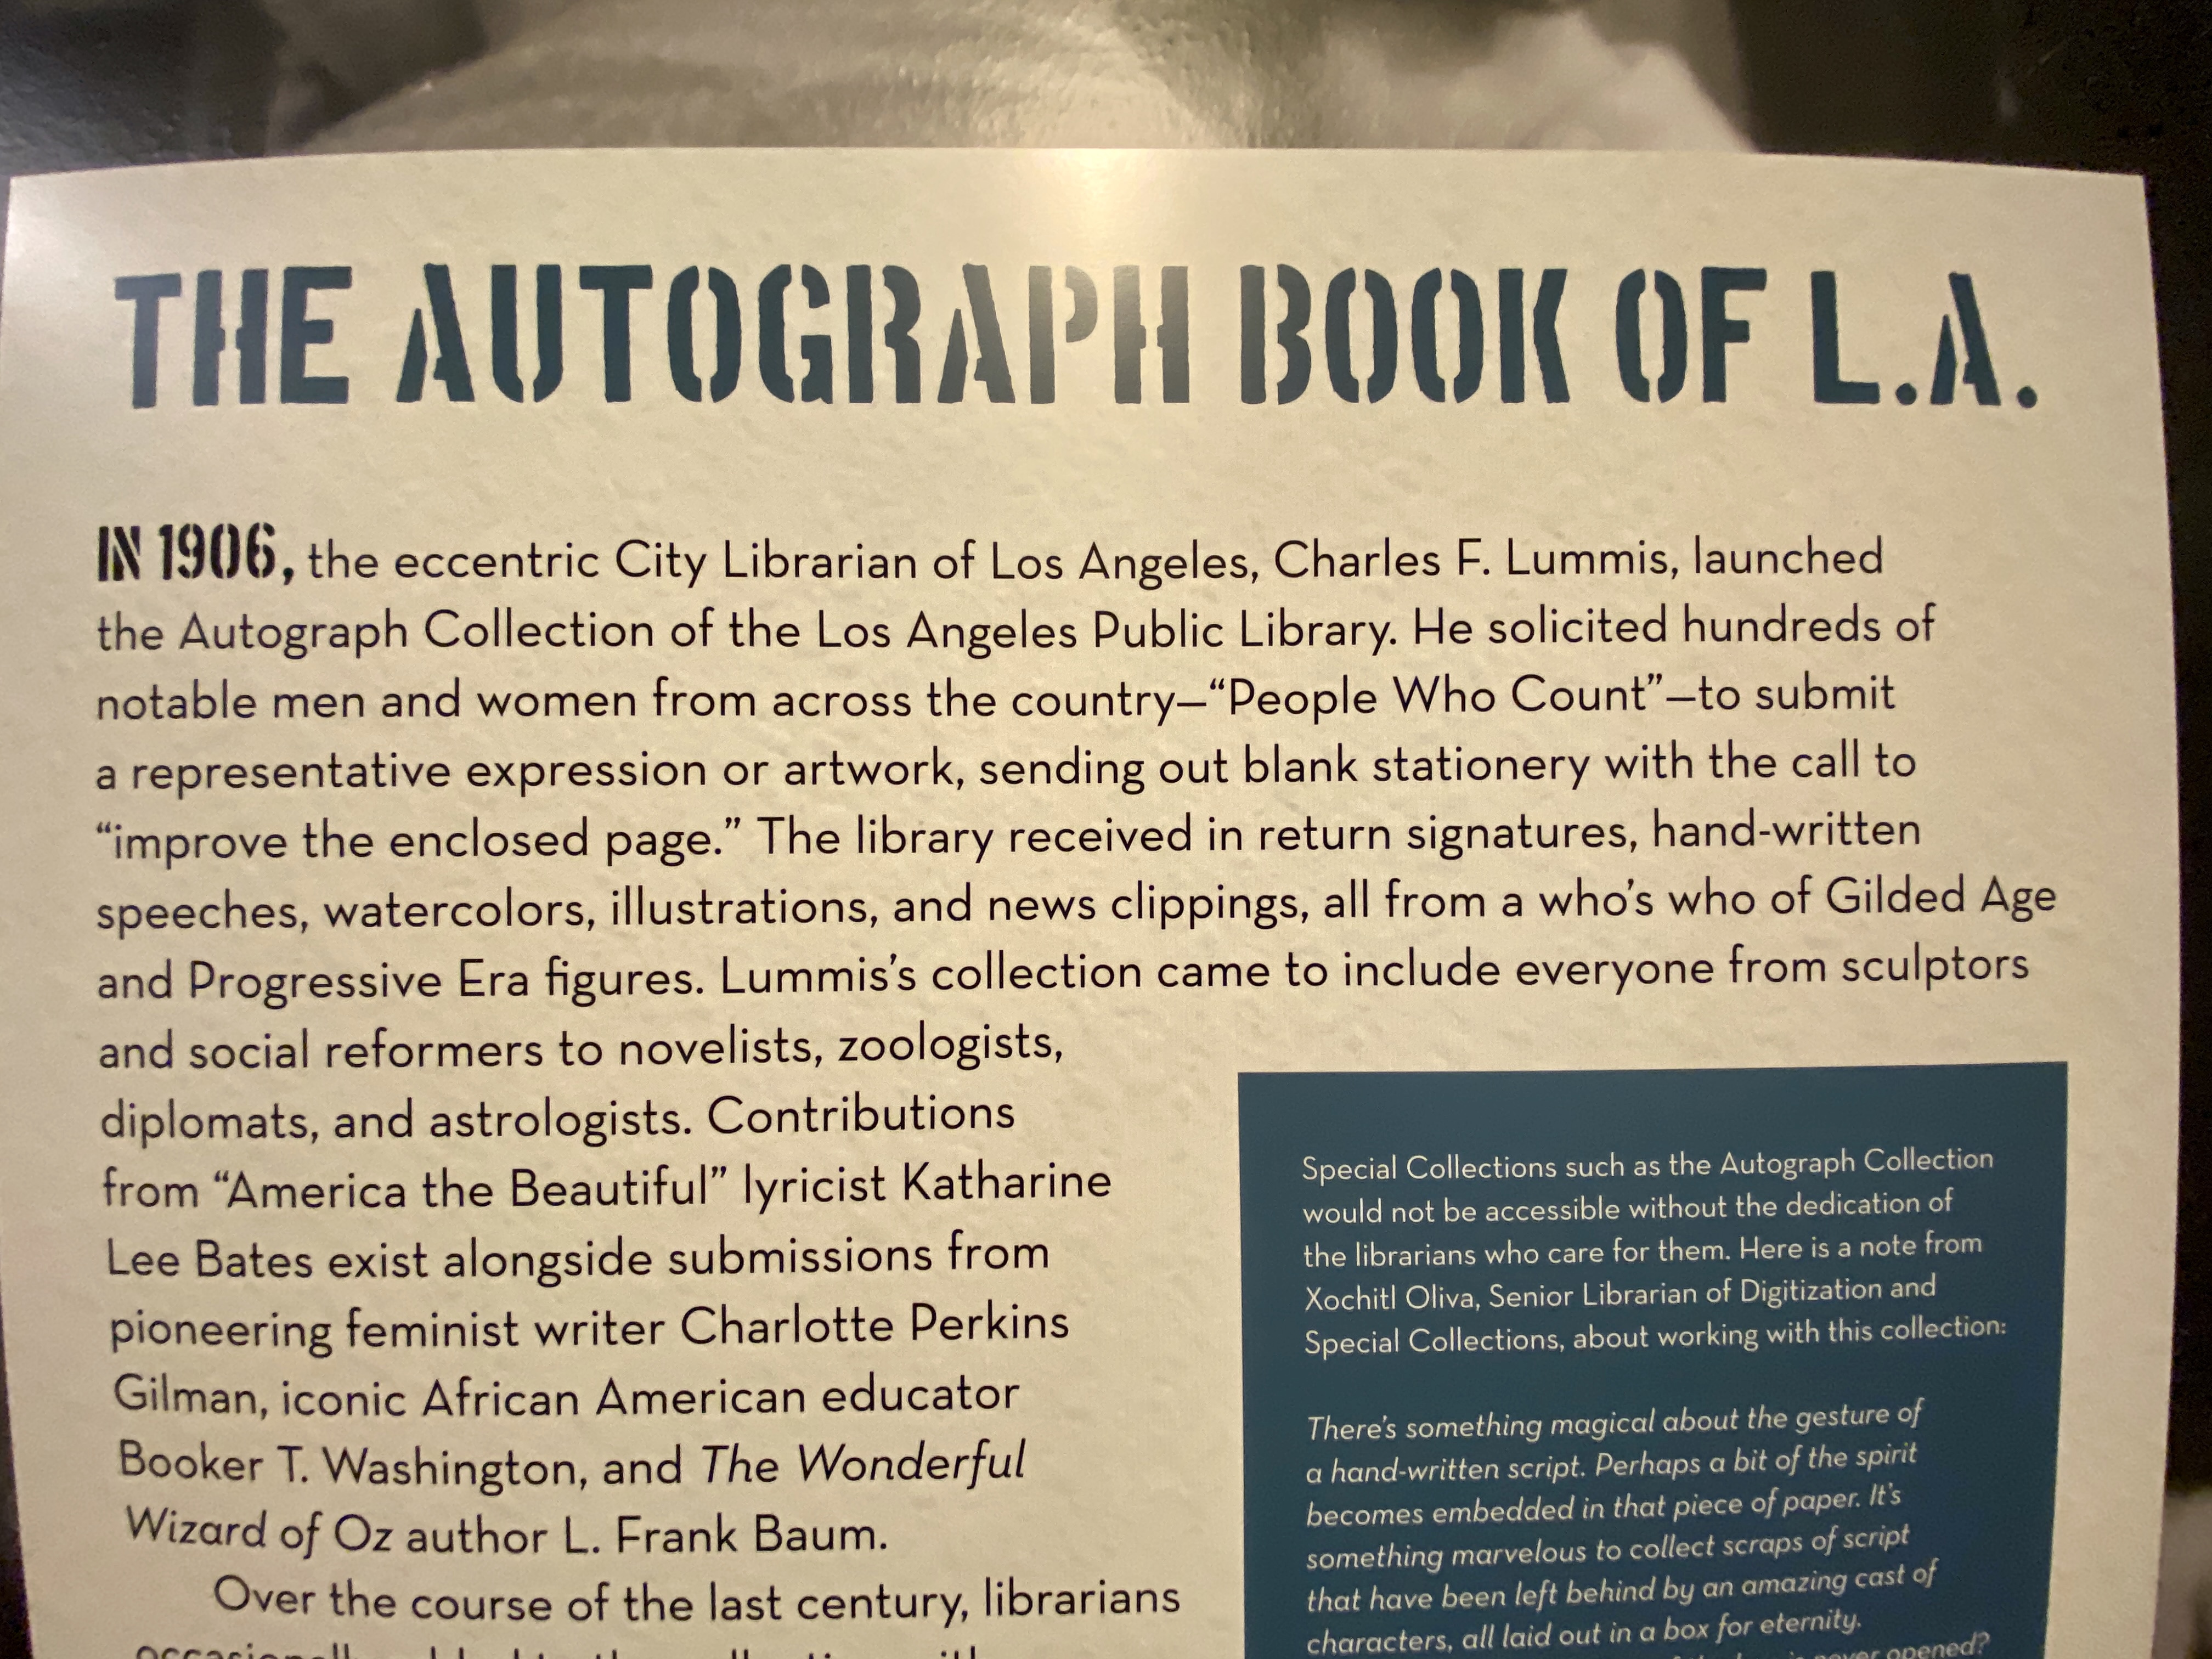 THE AUTOGRAPH BOOK OF L.A.
IN 1906, the eccentric City Librarian of Los Angeles, Charles F. Lummis, launched
the Autograph Collection of the Los Angeles Public Library. He solicited hundreds of
notable men and women from across the country—“People Who Count”—to submit
a representative expression or artwork, sending out blank stationery with the call to
“improve the enclosed page.” The library received in return signatures, hand-written
speeches, watercolors, illustrations, and news clippings, all from a who’s who of Gilded Age
and Progressive Era figures. Lummis’s collection came to include everyone from sculptors
and social reformers to novelists, zoologists,
diplomats, and astrologists. Contributions
from “America the Beautiful” lyricist Katharine
Lee Bates exist alongside submissions from
pioneering feminist writer Charlotte Perkins
Gilman, iconic African American educator
Booker T. Washington, and The Wonderful
Wizard of Oz author L. Frank Baum.
Over the course of the last century, librarians
Special Collections such as the Autograph Collection
would not be accessible without the dedication of
the librarians who care for them. Here is a note from
Xochitl Oliva, Senior Librarian of Digitization and
Special Collections, about working with this collection:
There’s something magical about the gesture of
a hand-written script. Perhaps a bit of the spirit
becomes embedded in that piece of paper. It’s
something marvelous to collect scraps of script
that have been left behind by an amazing cast of
characters, all laid out in a box for eternity.
never opened?